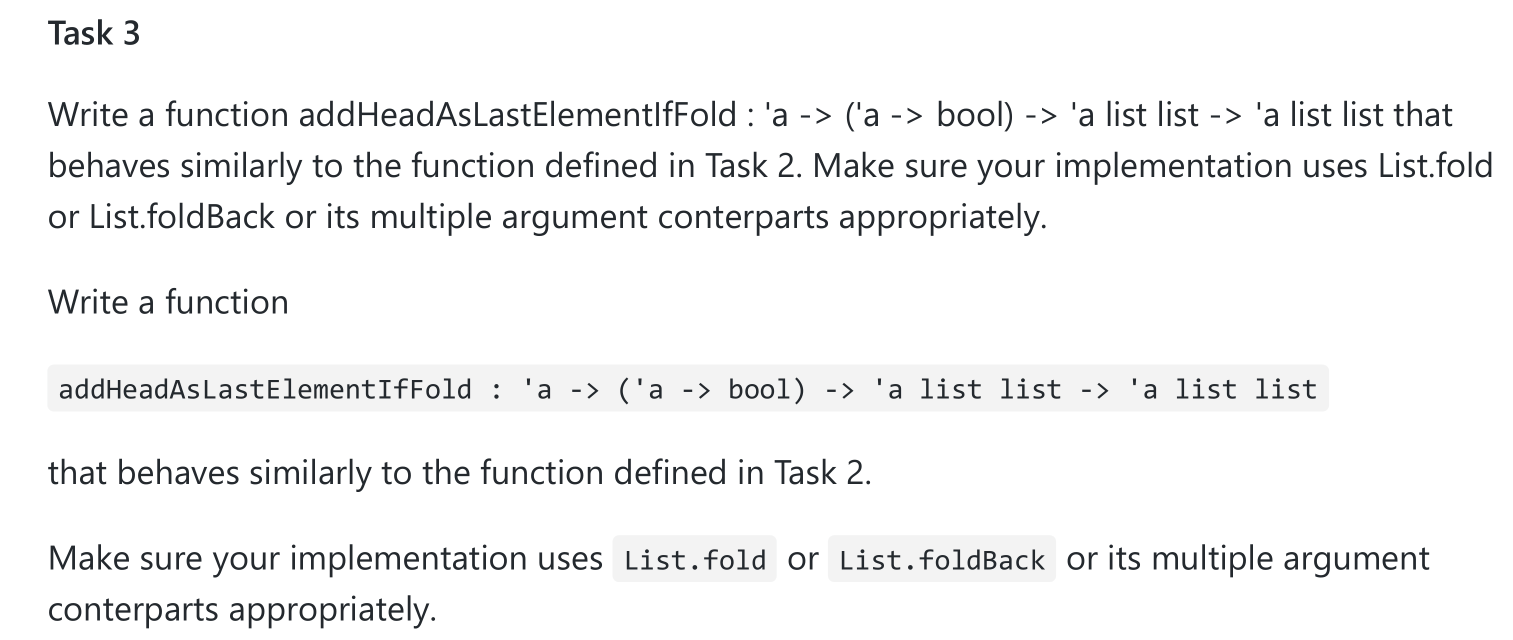 Task 3
Write a function addHeadAsLastElementIfFold : 'a -> ('a -> bool) -> 'a list list -> 'a list list that
behaves similarly to the function defined in Task 2. Make sure your implementation uses List.fold
or List.foldBack or its multiple argument conterparts appropriately.
Write a function
addHeadAsLastElementIfFold : 'a -> ('a -> bool) -> 'a list list -> 'a list list
that behaves similarly to the function defined in Task 2.
Make sure your implementation uses List.fold or List.foldBack or its multiple argument
conterparts appropriately.